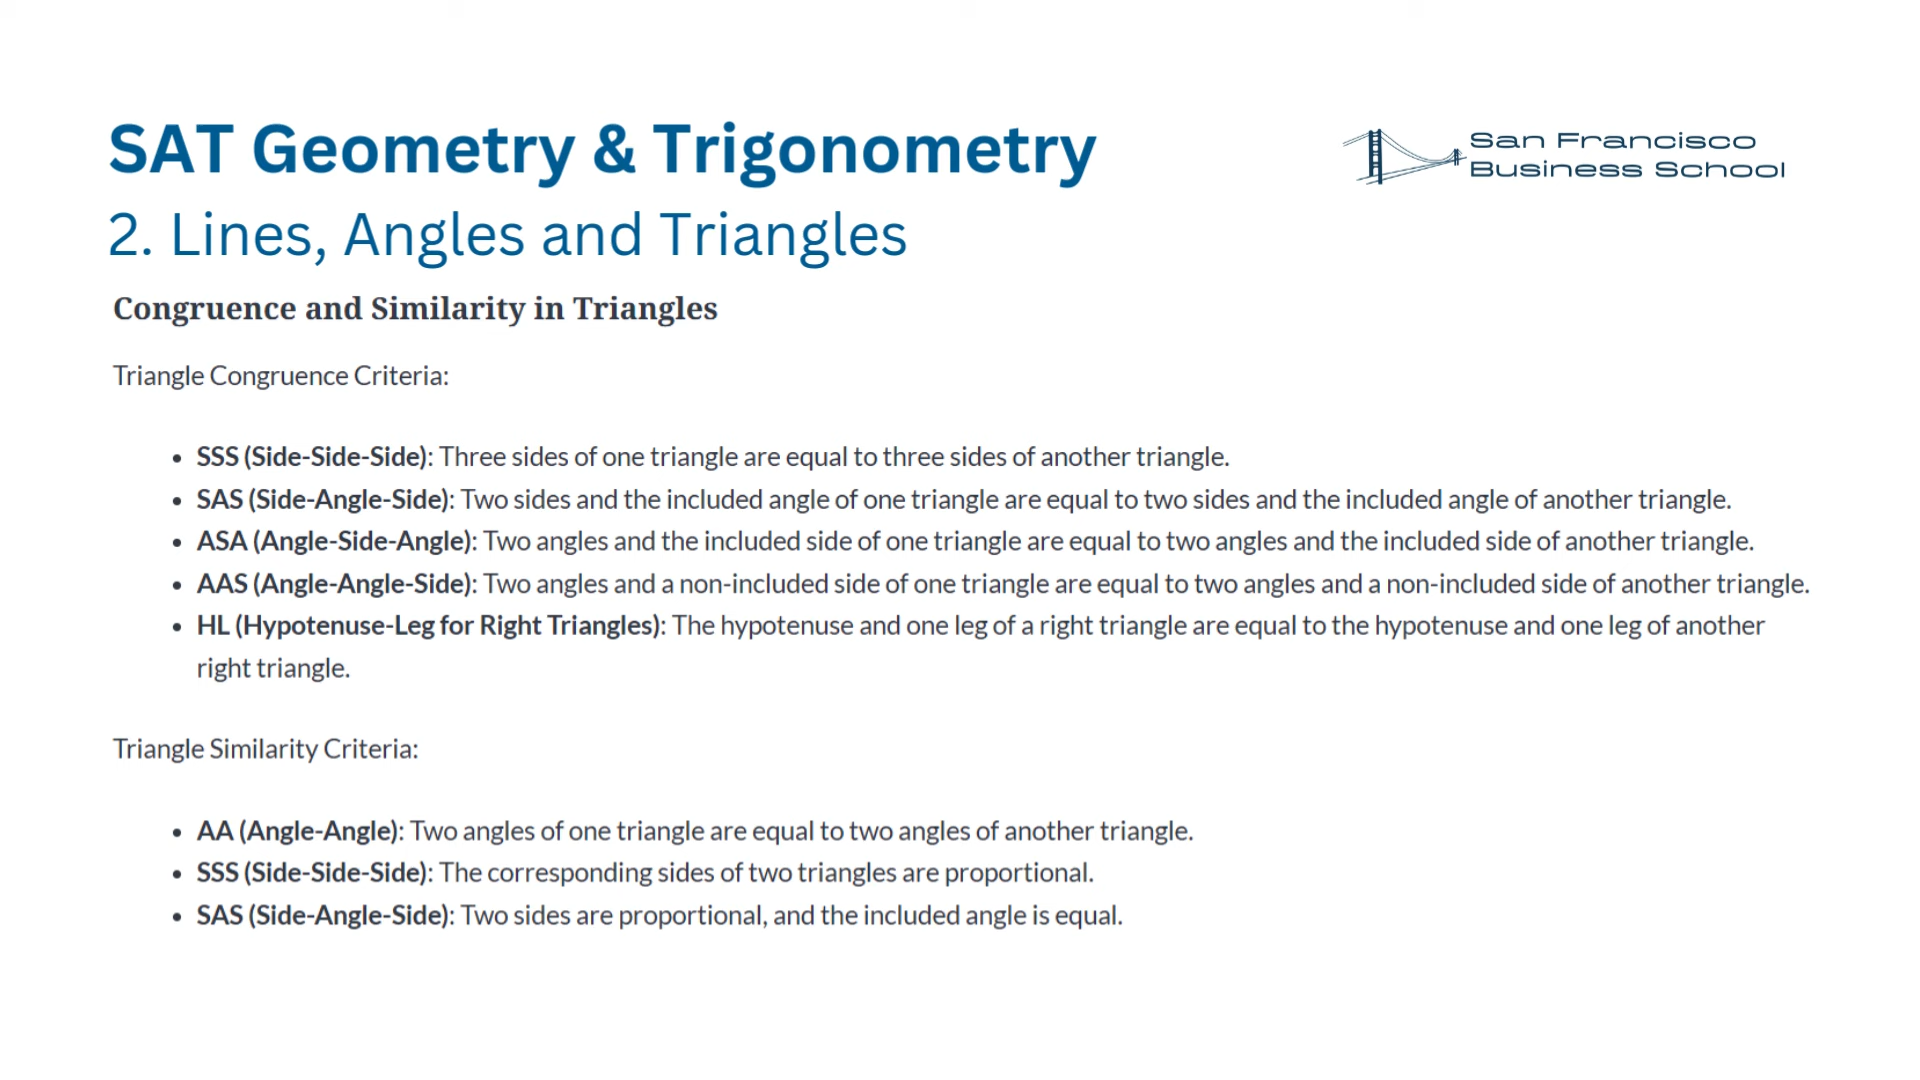 SAT Geometry & Trigonometry
San Francisco
Business School
2. Lines, Angles and Triangles
Congruence and Similarity in Triangles
Triangle Congruence Criteria:
• SSS (Side-Side-Side): Three sides of one triangle are equal to three sides of another triangle.
• SAS (Side-Angle-Side): Two sides and the included angle of one triangle are equal to two sides and the included angle of another triangle.
• ASA (Angle-Side-Angle): Two angles and the included side of one triangle are equal to two angles and the included side of another triangle.
• AAS (Angle-Angle-Side): Two angles and a non-included side of one triangle are equal to two angles and a non-included side of another triangle.
• HL (Hypotenuse-Leg for Right Triangles): The hypotenuse and one leg of a right triangle are equal to the hypotenuse and one leg of another
right triangle.
Triangle Similarity Criteria:
• AA (Angle-Angle): Two angles of one triangle are equal to two angles of another triangle.
• SSS (Side-Side-Side): The corresponding sides of two triangles are proportional.
• SAS (Side-Angle-Side): Two sides are proportional, and the included angle is equal.